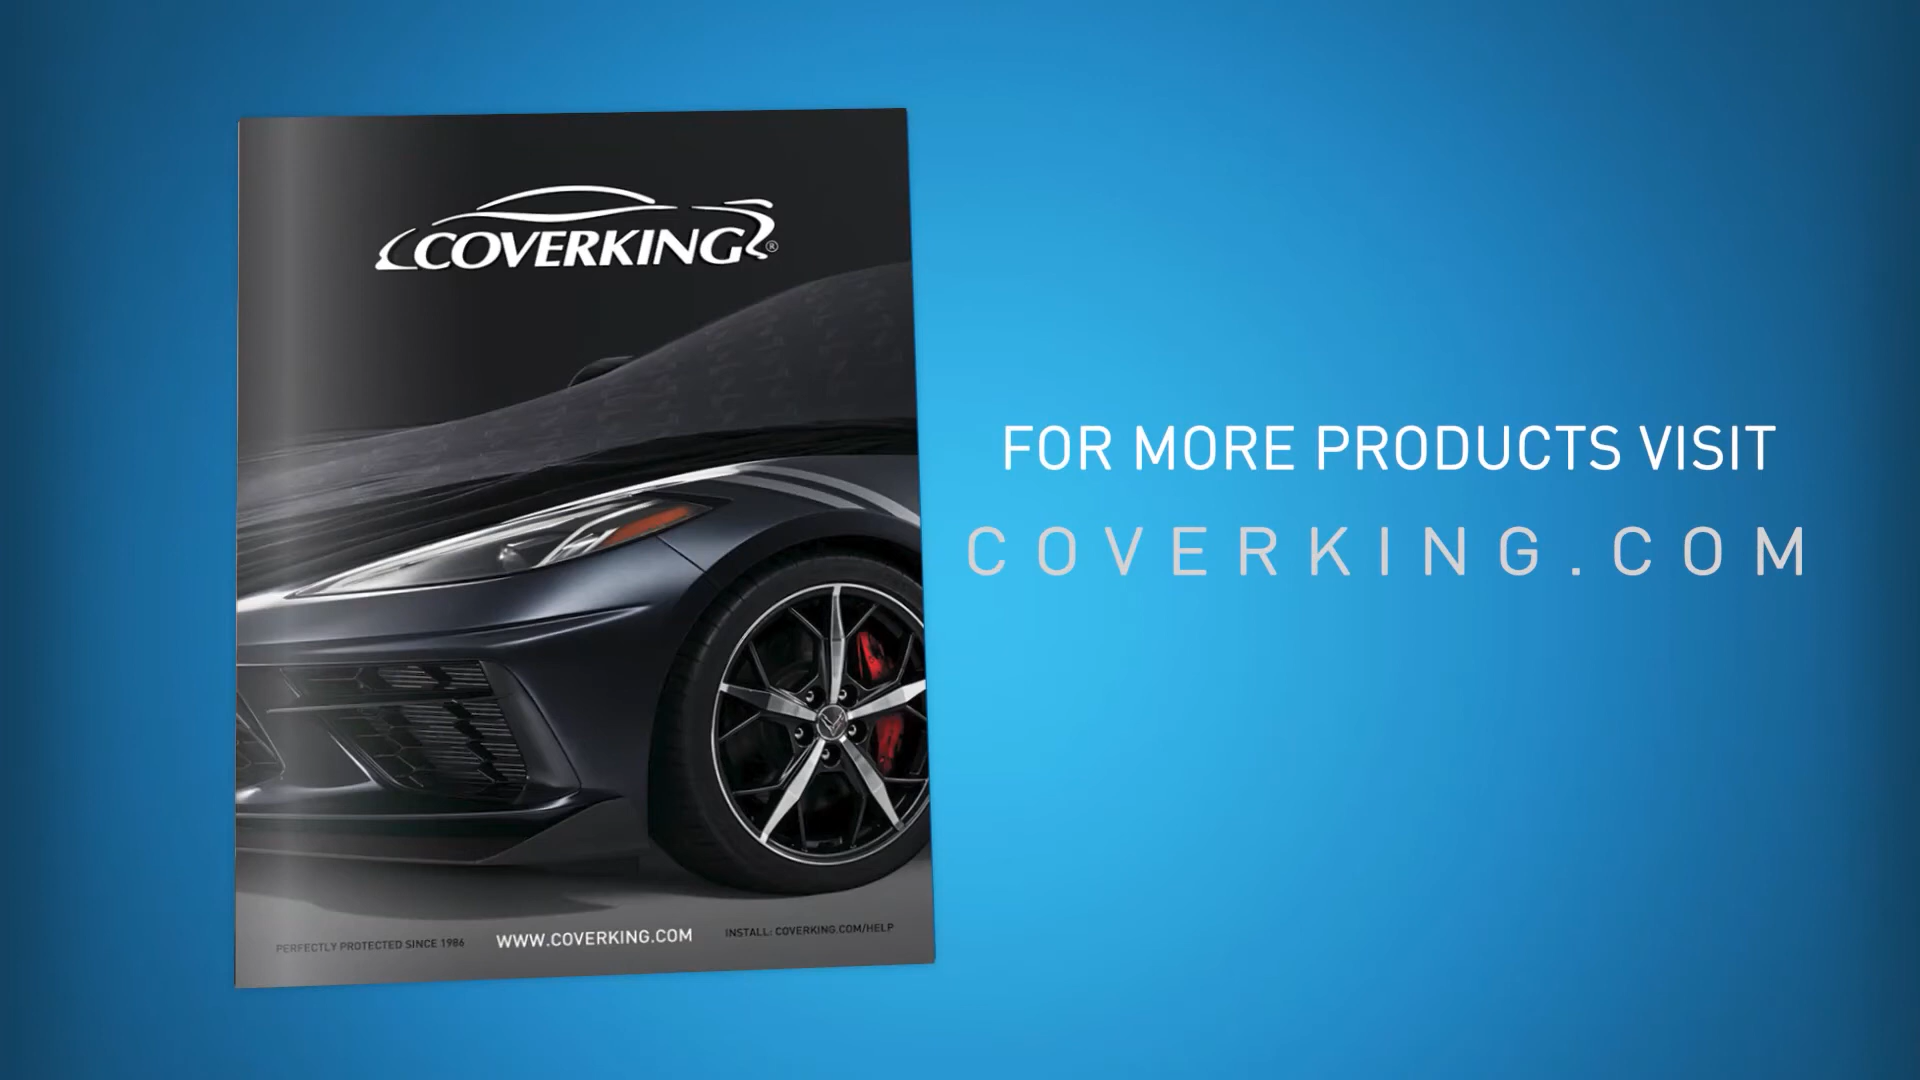 COVERKING®
PERFECTLY PROTECTED SINCE 1986
WWW.COVERKING.COM
INSTALL: COVERKING.COM/HELP
FOR MORE PRODUCTS VISIT
COVERKING.COM